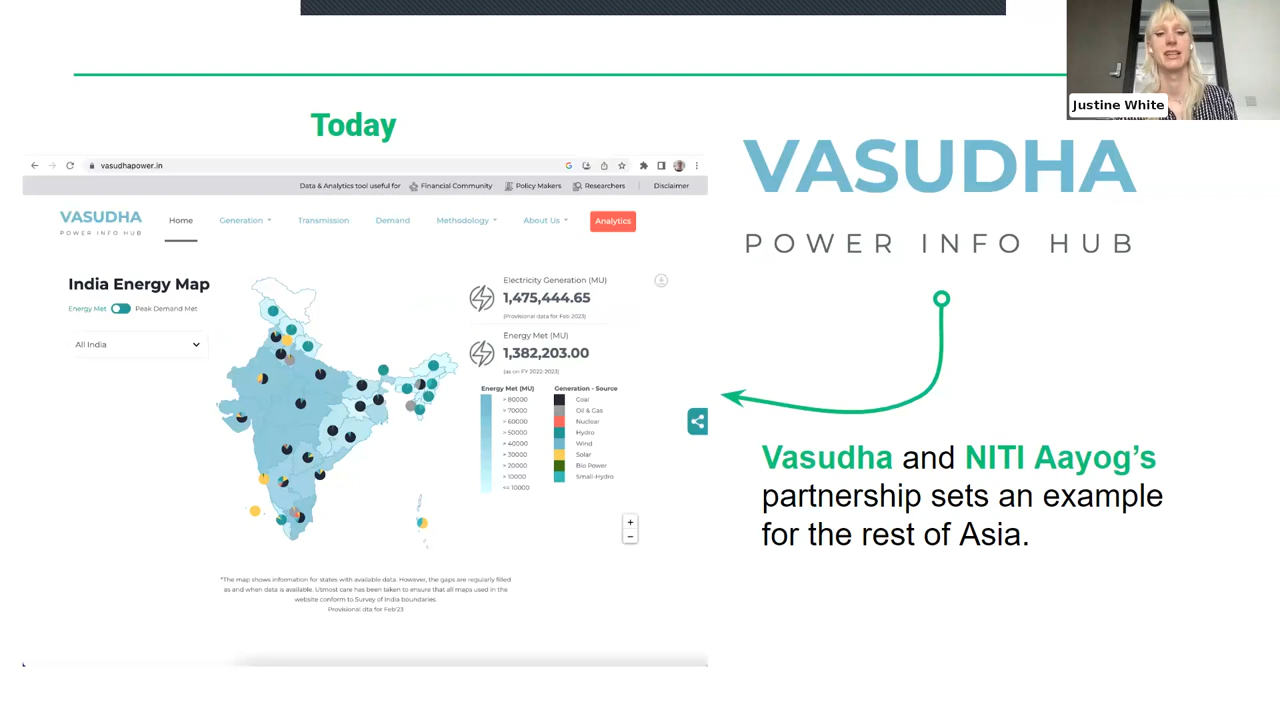 Justine White
Today
VASUDHA
POWER INFO HUB
vasudhapower.in
Data & Analytics tool useful for Financial Community Policy Makers Researchers Disclaimer
VASUDHA
POWER INFO HUB
Home Generation Transmission Demand Methodology About Us Analytics
India Energy Map
Energy Met Peak Demand Met
All India
Electricity Generation (MU)
1,475,444.65
(Provisional data for Feb 2023)
Energy Met (MU)
1,382,203.00
(as on FY 2022-2023)
Energy Met (MU) Generation - Source
> 80000 Coal
> 70000 Oil & Gas
> 60000 Nuclear
> 50000 Hydro
> 40000 Wind
> 30000 Solar
> 20000 Bio Power
> 10000 Small-Hydro
<= 10000
+
−
*The map shows information for states with available data. However, the gaps are regularly filled
as and when data is available. Utmost care has been taken to ensure that all maps used in the
website conform to Survey of India boundaries.
Provisional dta for Feb'23
Vasudha and NITI Aayog’s
partnership sets an example
for the rest of Asia.